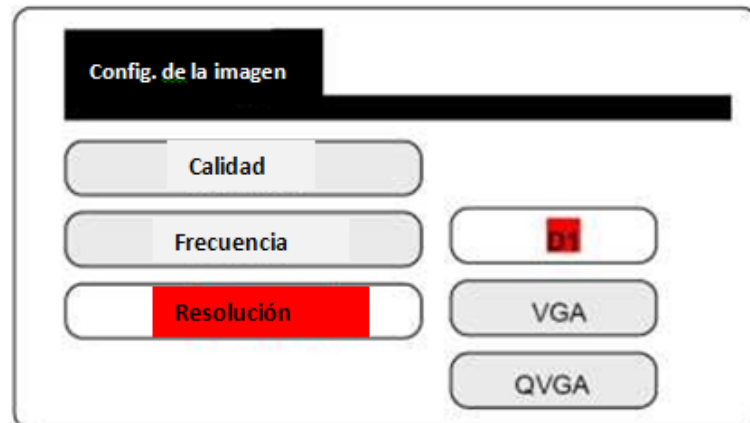 Config. de la imagen
Calidad
Frecuencia
D1
Resolución
VGA
QVGA